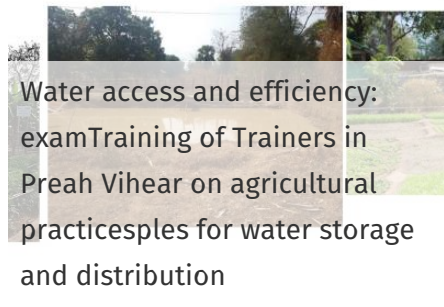 Water access and efficiency:
examTraining of Trainers in
Preah Vihear on agricultural
practicesples for water storage
and distribution